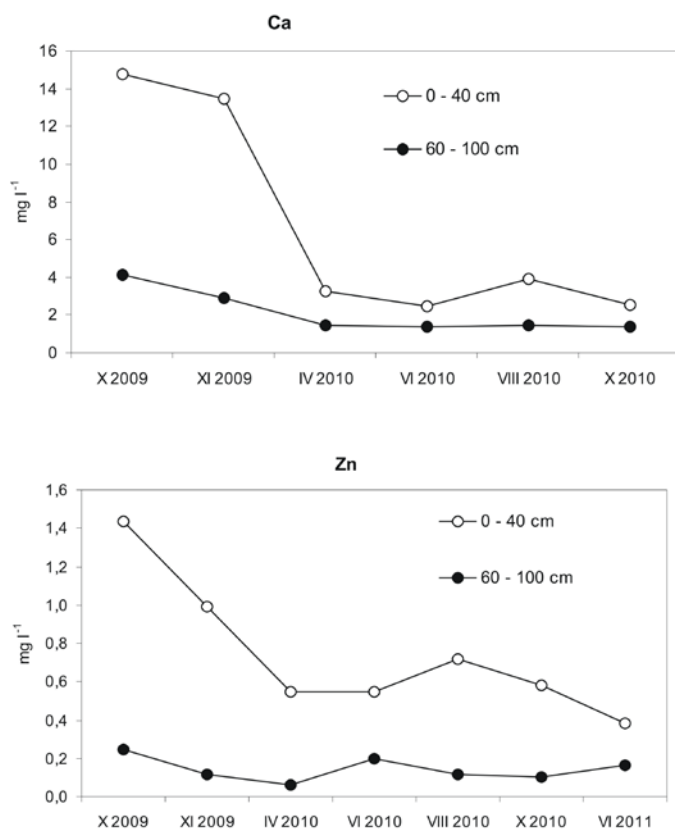 Ca
16
14
12
10
8
6
4
2
0
mg l⁻¹
0 - 40 cm
60 - 100 cm
X 2009 XI 2009 IV 2010 VI 2010 VIII 2010 X 2010
Zn
1,6
1,4
1,2
1,0
0,8
0,6
0,4
0,2
0,0
mg l⁻¹
0 - 40 cm
60 - 100 cm
X 2009 XI 2009 IV 2010 VI 2010 VIII 2010 X 2010 VI 2011